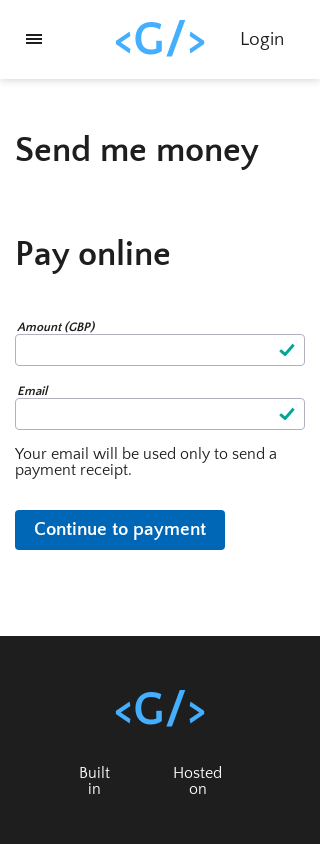 <G/>
Login
Send me money
Pay online
Amount (GBP)
Email
Your email will be used only to send a
payment receipt.
Continue to payment
<G/>
Built
in
Hosted
on